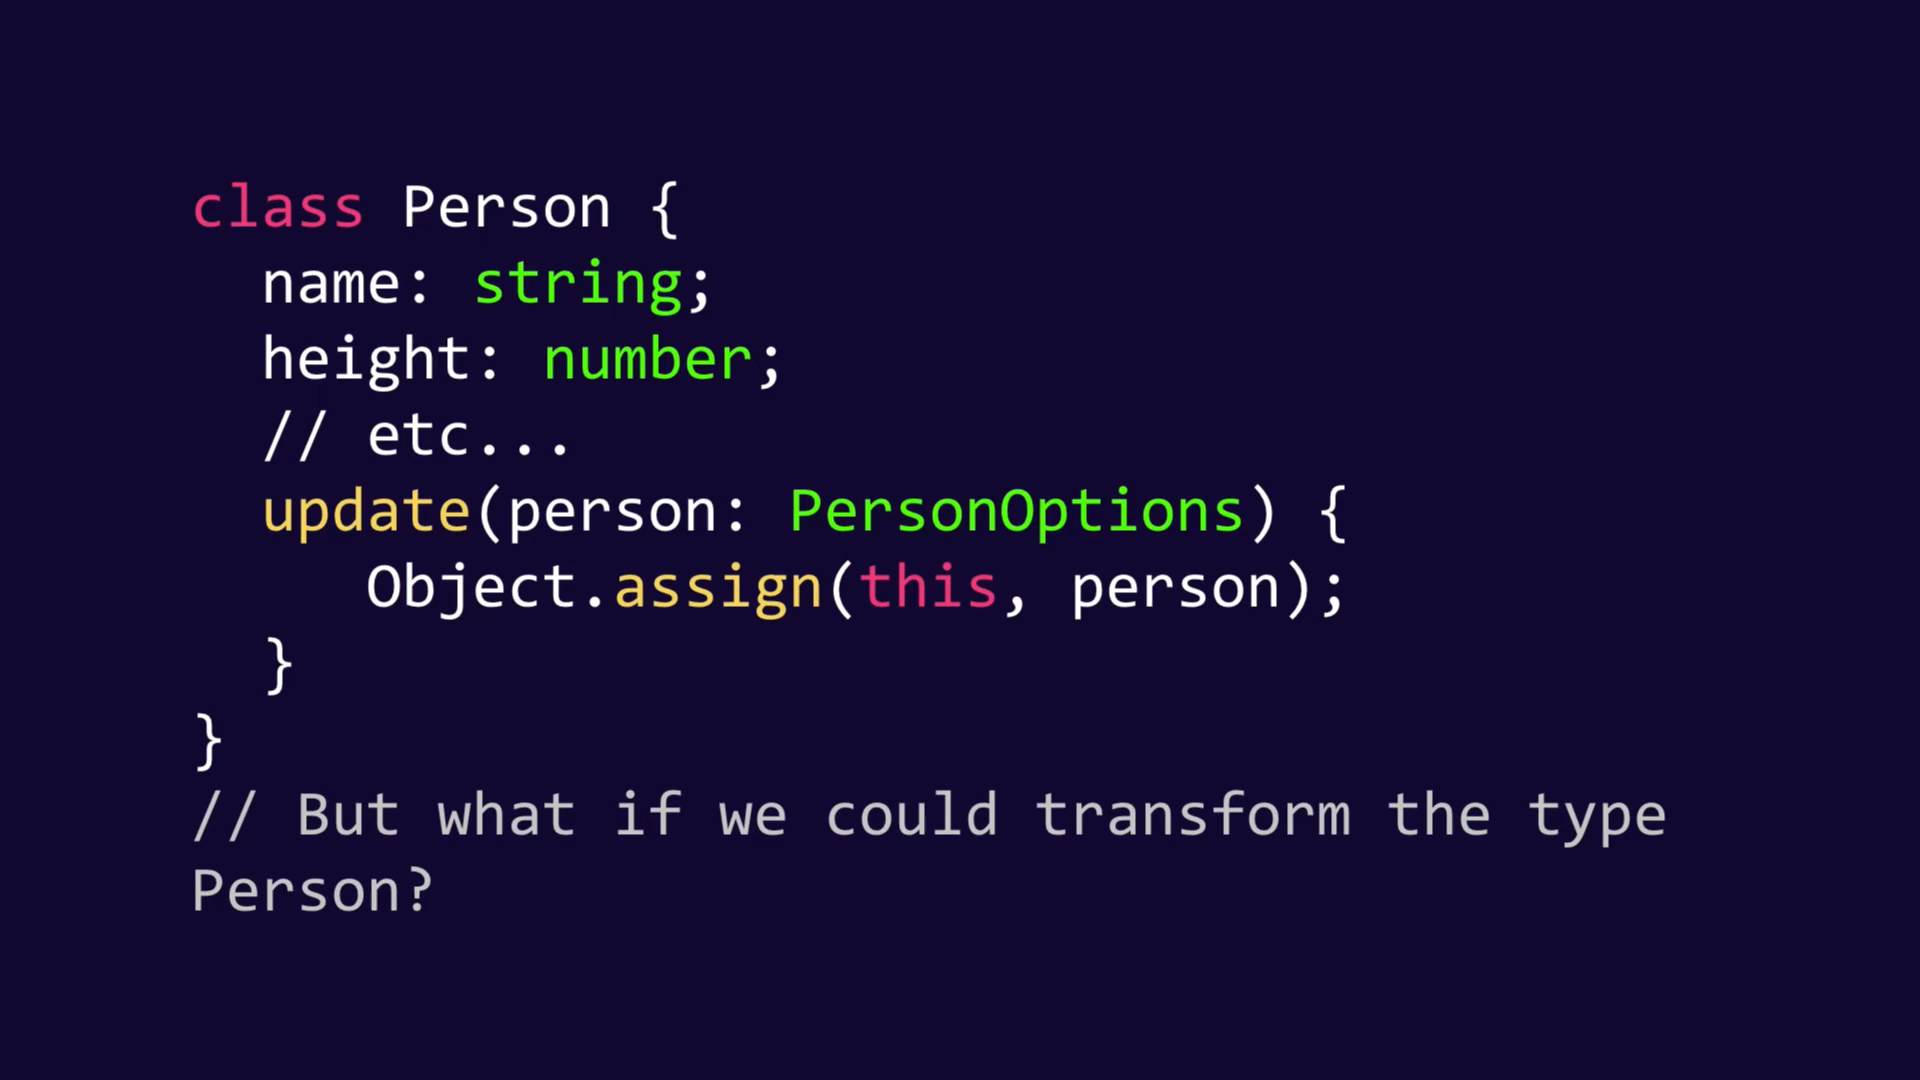 class Person {
  name: string;
  height: number;
  // etc...
  update(person: PersonOptions) {
     Object.assign(this, person);
  }
}
// But what if we could transform the type
Person?